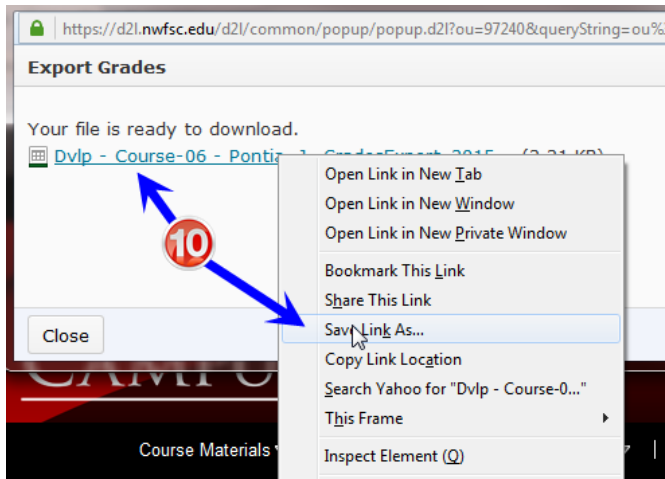 https://d2l.nwfsc.edu/d2l/common/popup/popup.d2l?ou=97240&queryString=ou%
Export Grades
Your file is ready to download.
Dvlp - Course-06 - Pontia
Open Link in New Tab
Open Link in New Window
Open Link in New Private Window
Bookmark This Link
Share This Link
Save Link As...
Copy Link Location
Search Yahoo for "Dvlp - Course-0..."
This Frame
Inspect Element (Q)
10
Close
Course Materials